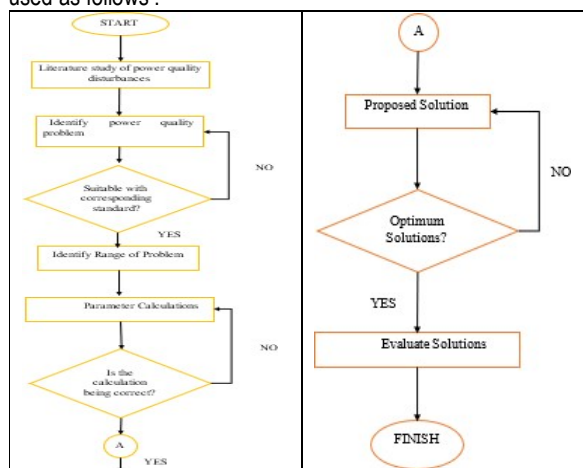 used as follows :
START
Literature study of power quality
disturbances
Identify power quality
problem
NO
Suitable with
corresponding
standard?
YES
Identify Range of Problem
Parameter Calculations
NO
Is the
calculation
being correct?
A
YES
A
Proposed Solution
NO
Optimum
Solutions?
YES
Evaluate Solutions
FINISH